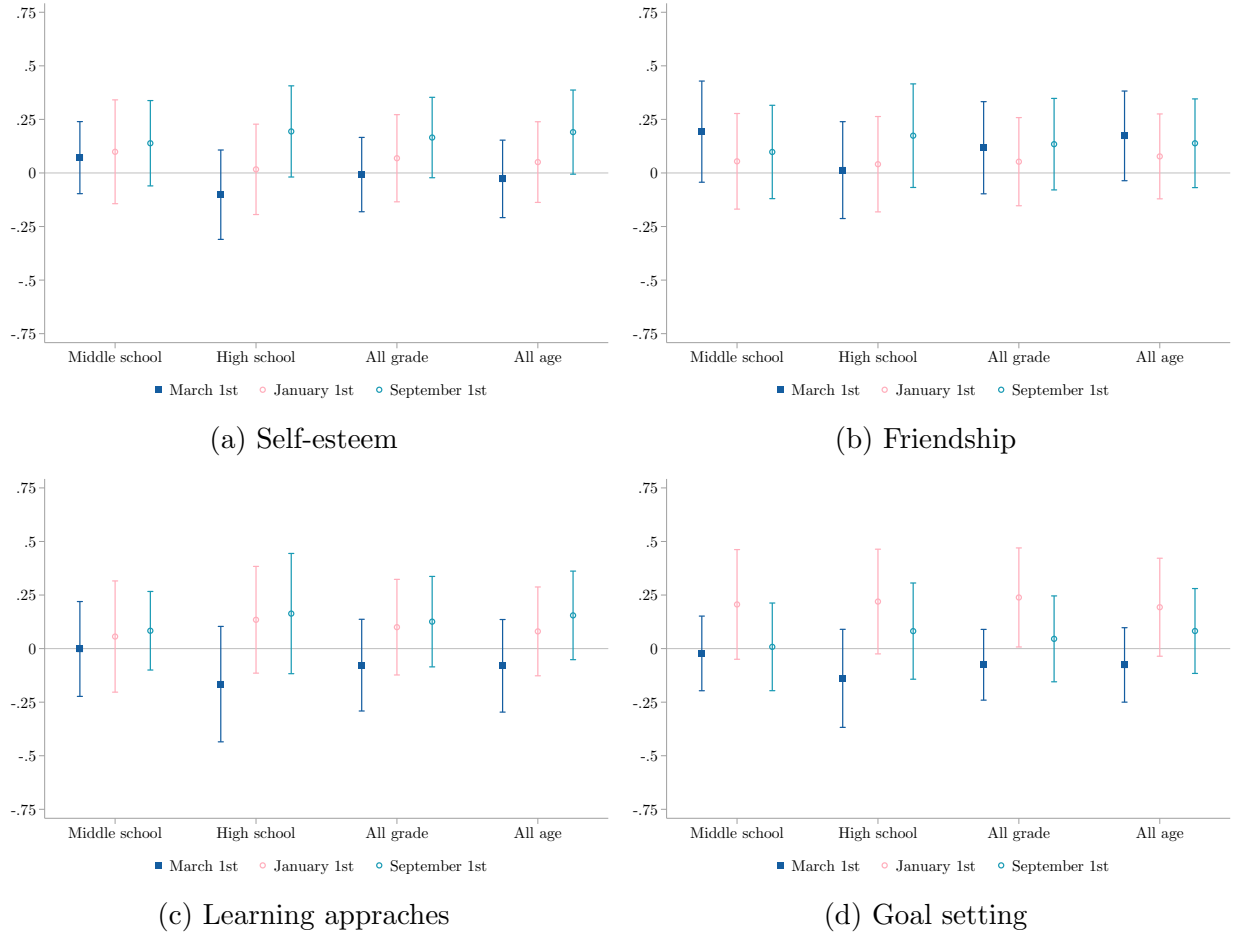 .75
.5
.25
0
-.25
-.5
-.75
Middle school High school All grade All age
March 1st January 1st September 1st
(a) Self-esteem
.75
.5
.25
0
-.25
-.5
-.75
Middle school High school All grade All age
March 1st January 1st September 1st
(b) Friendship
.75
.5
.25
0
-.25
-.5
-.75
Middle school High school All grade All age
March 1st January 1st September 1st
(c) Learning appraches
.75
.5
.25
0
-.25
-.5
-.75
Middle school High school All grade All age
March 1st January 1st September 1st
(d) Goal setting